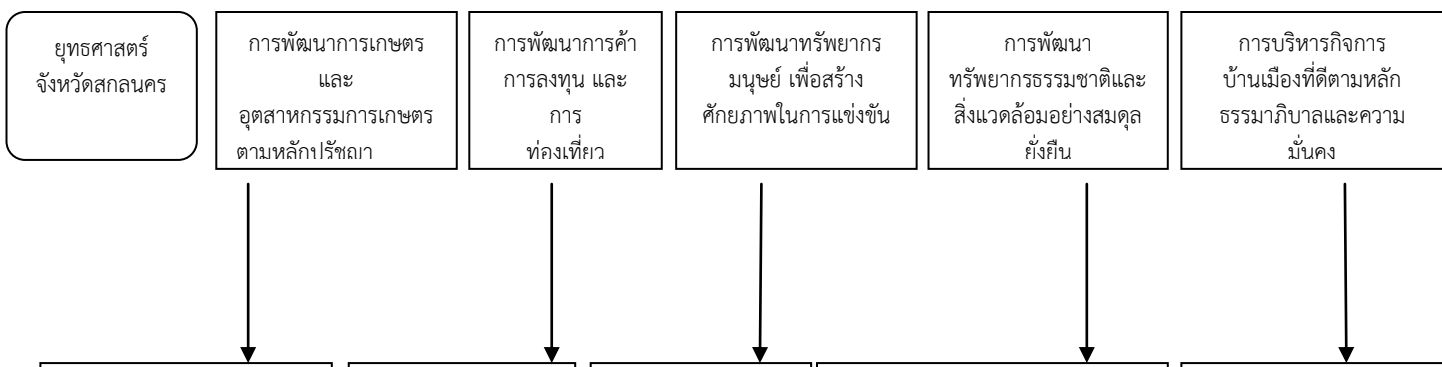 ยุทธศาสตร์
จังหวัดสกลนคร
การพัฒนาการเกษตร
และ
อุตสาหกรรมการเกษตร
ตามหลักปรัชญา
การพัฒนาการค้า
การลงทุน และ
การ
ท่องเที่ยว
การพัฒนาทรัพยากร
มนุษย์ เพื่อสร้าง
ศักยภาพในการแข่งขัน
การพัฒนา
ทรัพยากรธรรมชาติและ
สิ่งแวดล้อมอย่างสมดุล
ยั่งยืน
การบริหารกิจการ
บ้านเมืองที่ดีตามหลัก
ธรรมาภิบาลและความ
มั่นคง